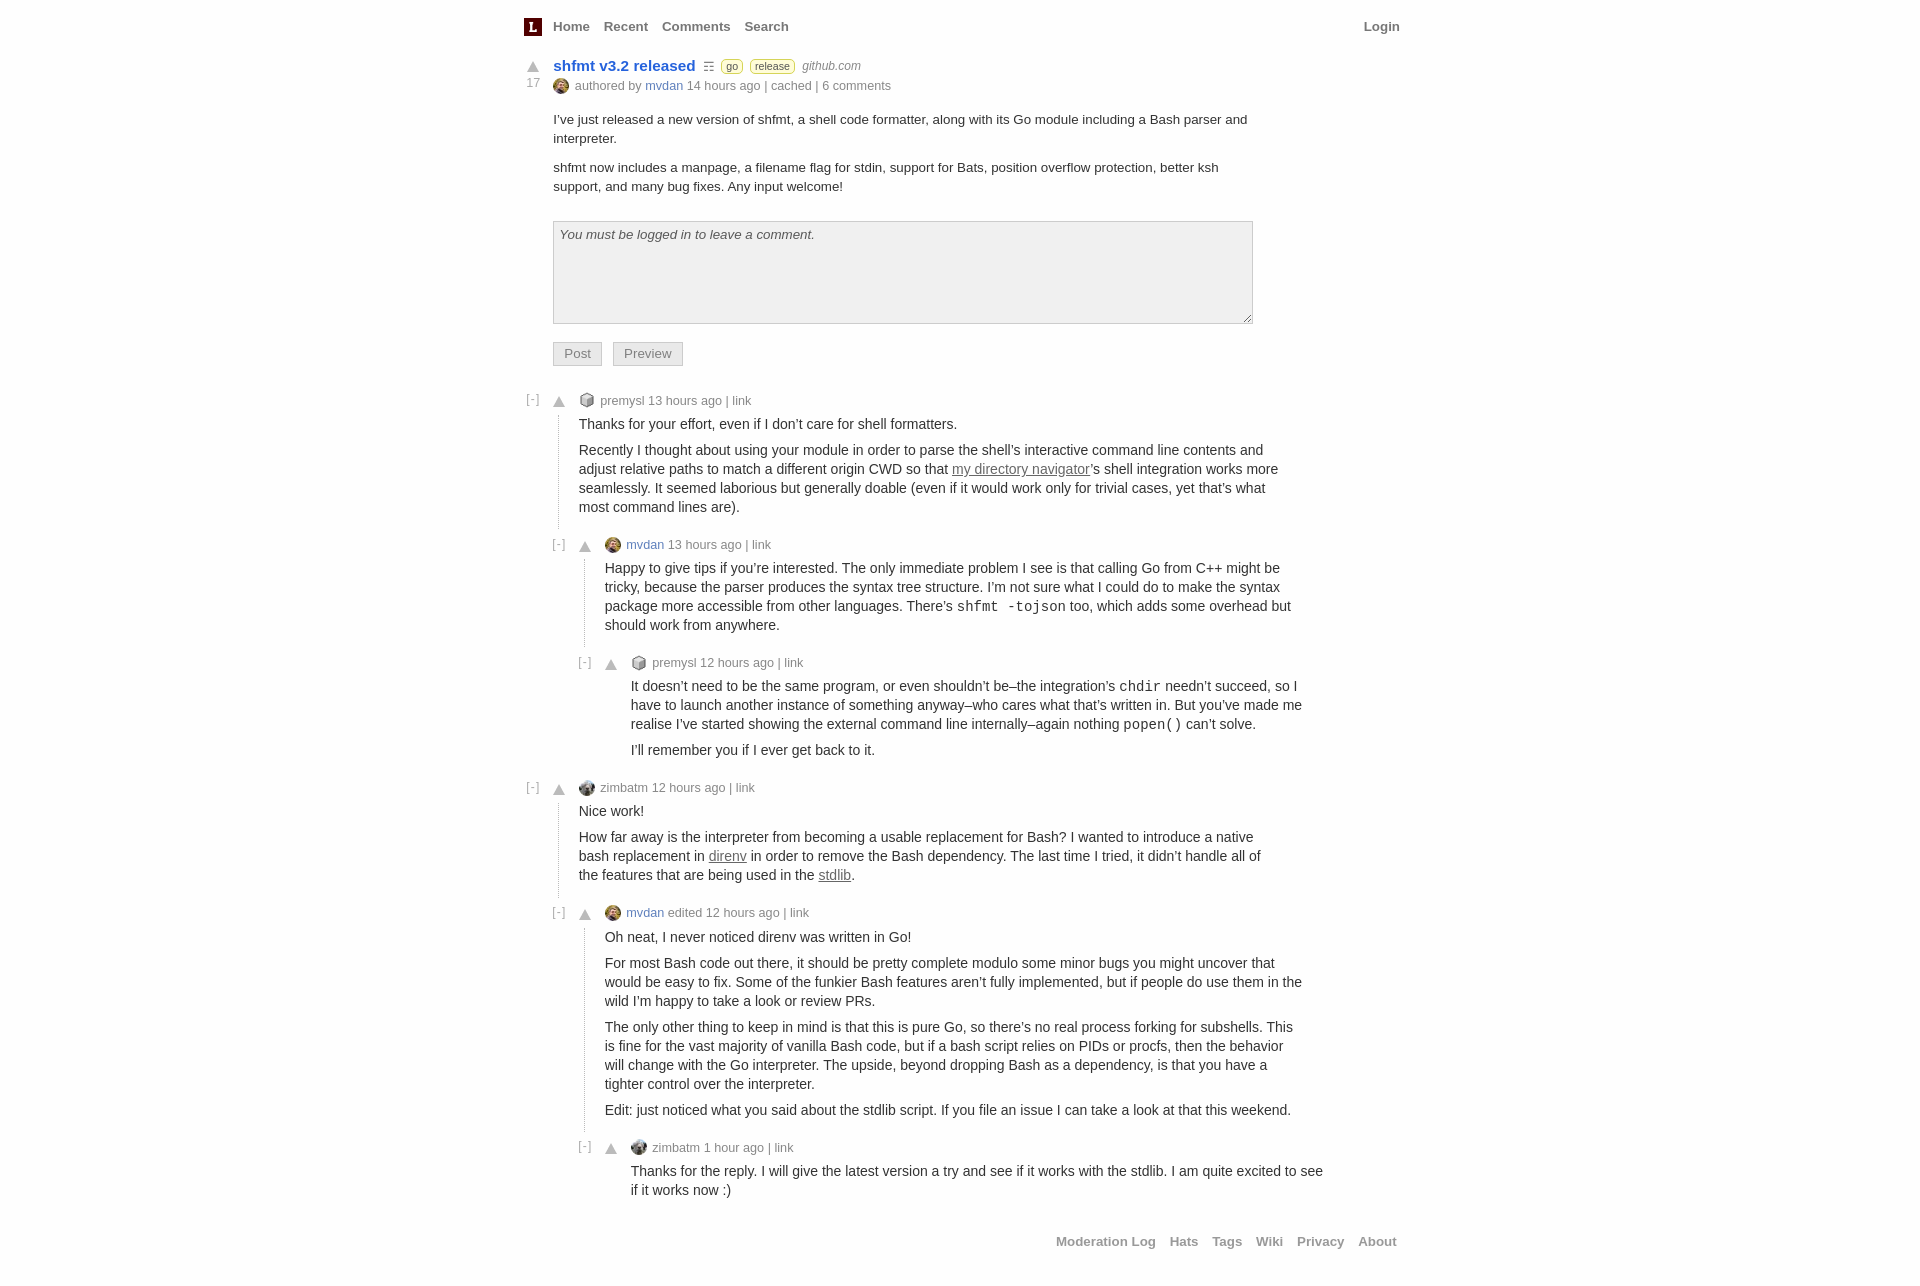 L Home Recent Comments Search Login
shfmt v3.2 released ☶ go release github.com
17
authored by mvdan 14 hours ago | cached | 6 comments
I’ve just released a new version of shfmt, a shell code formatter, along with its Go module including a Bash parser and
interpreter.
shfmt now includes a manpage, a filename flag for stdin, support for Bats, position overflow protection, better ksh
support, and many bug fixes. Any input welcome!
You must be logged in to leave a comment.
Post Preview
[-] premysl 13 hours ago | link
Thanks for your effort, even if I don’t care for shell formatters.
Recently I thought about using your module in order to parse the shell’s interactive command line contents and
adjust relative paths to match a different origin CWD so that my directory navigator’s shell integration works more
seamlessly. It seemed laborious but generally doable (even if it would work only for trivial cases, yet that’s what
most command lines are).
[-] mvdan 13 hours ago | link
Happy to give tips if you’re interested. The only immediate problem I see is that calling Go from C++ might be
tricky, because the parser produces the syntax tree structure. I’m not sure what I could do to make the syntax
package more accessible from other languages. There’s shfmt -tojson too, which adds some overhead but
should work from anywhere.
[-] premysl 12 hours ago | link
It doesn’t need to be the same program, or even shouldn’t be–the integration’s chdir needn’t succeed, so I
have to launch another instance of something anyway–who cares what that’s written in. But you’ve made me
realise I’ve started showing the external command line internally–again nothing popen() can’t solve.
I’ll remember you if I ever get back to it.
[-] zimbatm 12 hours ago | link
Nice work!
How far away is the interpreter from becoming a usable replacement for Bash? I wanted to introduce a native
bash replacement in direnv in order to remove the Bash dependency. The last time I tried, it didn’t handle all of
the features that are being used in the stdlib.
[-] mvdan edited 12 hours ago | link
Oh neat, I never noticed direnv was written in Go!
For most Bash code out there, it should be pretty complete modulo some minor bugs you might uncover that
would be easy to fix. Some of the funkier Bash features aren’t fully implemented, but if people do use them in the
wild I’m happy to take a look or review PRs.
The only other thing to keep in mind is that this is pure Go, so there’s no real process forking for subshells. This
is fine for the vast majority of vanilla Bash code, but if a bash script relies on PIDs or procfs, then the behavior
will change with the Go interpreter. The upside, beyond dropping Bash as a dependency, is that you have a
tighter control over the interpreter.
Edit: just noticed what you said about the stdlib script. If you file an issue I can take a look at that this weekend.
[-] zimbatm 1 hour ago | link
Thanks for the reply. I will give the latest version a try and see if it works with the stdlib. I am quite excited to see
if it works now :)
Moderation Log Hats Tags Wiki Privacy About